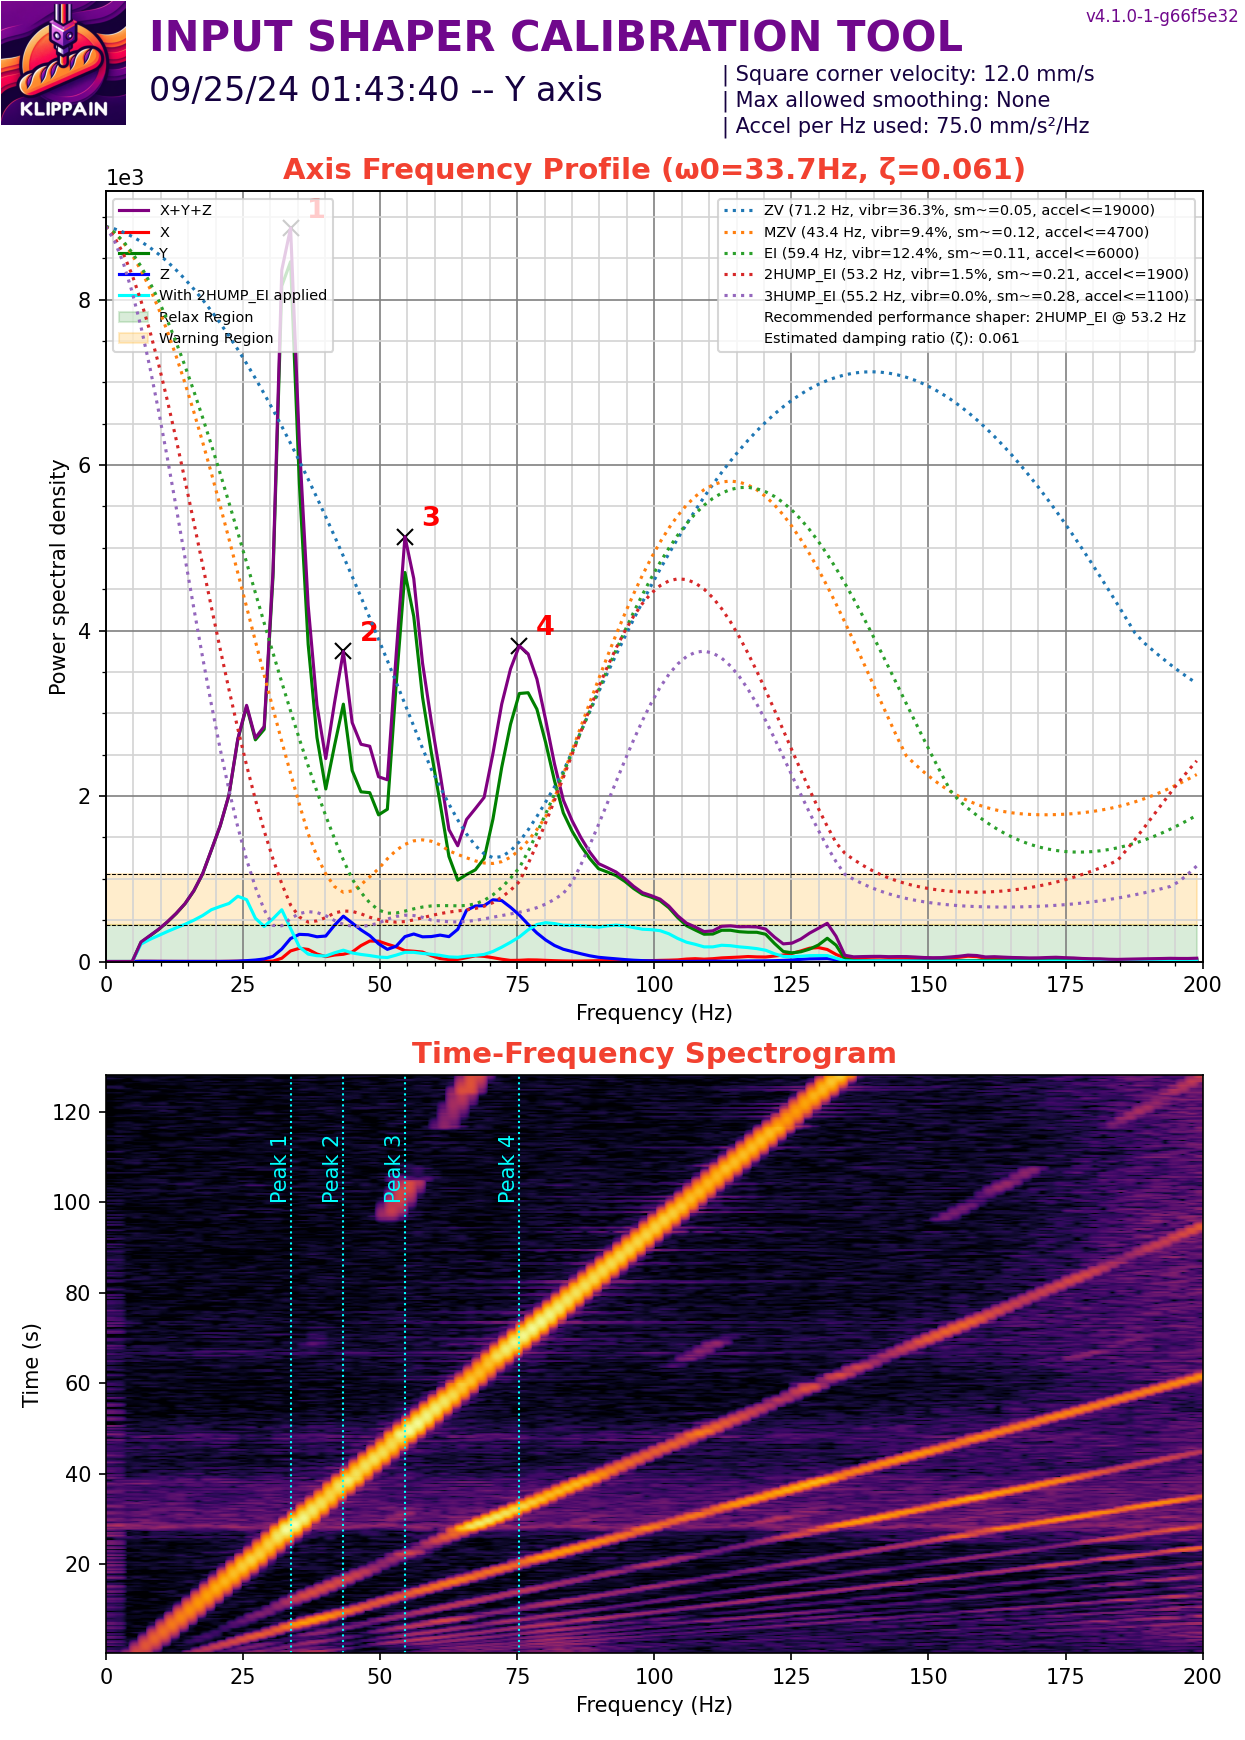 v4.1.0-1-g66f5e32
INPUT SHAPER CALIBRATION TOOL
09/25/24 01:43:40 -- Y axis
| Square corner velocity: 12.0 mm/s
| Max allowed smoothing: None
| Accel per Hz used: 75.0 mm/s²/Hz
KLIPPAIN
Axis Frequency Profile (ω0=33.7Hz, ζ=0.061)
1e3
X+Y+Z
X
Y
Z
With 2HUMP_EI applied
Relax Region
Warning Region
ZV (71.2 Hz, vibr=36.3%, sm~=0.05, accel<=19000)
MZV (43.4 Hz, vibr=9.4%, sm~=0.12, accel<=4700)
EI (59.4 Hz, vibr=12.4%, sm~=0.11, accel<=6000)
2HUMP_EI (53.2 Hz, vibr=1.5%, sm~=0.21, accel<=1900)
3HUMP_EI (55.2 Hz, vibr=0.0%, sm~=0.28, accel<=1100)
Recommended performance shaper: 2HUMP_EI @ 53.2 Hz
Estimated damping ratio (ζ): 0.061
1
2
3
4
Power spectral density
8
6
4
2
0
0 25 50 75 100 125 150 175 200
Frequency (Hz)
Time-Frequency Spectrogram
Peak 1
Peak 2
Peak 3
Peak 4
Time (s)
120
100
80
60
40
20
0 25 50 75 100 125 150 175 200
Frequency (Hz)